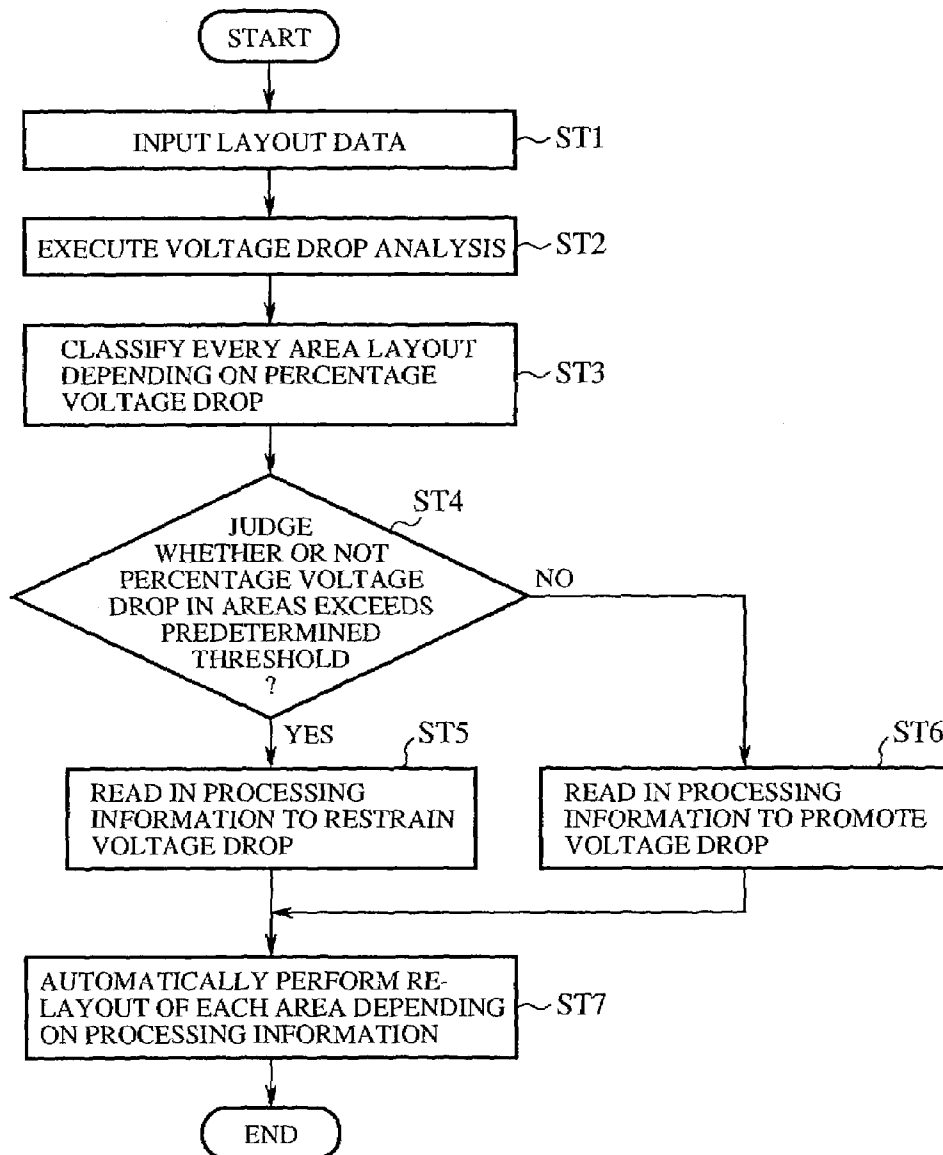 START
INPUT LAYOUT DATA
ST1
EXECUTE VOLTAGE DROP ANALYSIS
ST2
CLASSIFY EVERY AREA LAYOUT
DEPENDING ON PERCENTAGE
VOLTAGE DROP
ST3
ST4
JUDGE
WHETHER OR NOT
PERCENTAGE VOLTAGE
DROP IN AREAS EXCEEDS
PREDETERMINED
THRESHOLD
?
NO
YES
ST5
READ IN PROCESSING
INFORMATION TO RESTRAIN
VOLTAGE DROP
ST6
READ IN PROCESSING
INFORMATION TO PROMOTE
VOLTAGE DROP
AUTOMATICALLY PERFORM RE-
LAYOUT OF EACH AREA DEPENDING
ON PROCESSING INFORMATION
ST7
END